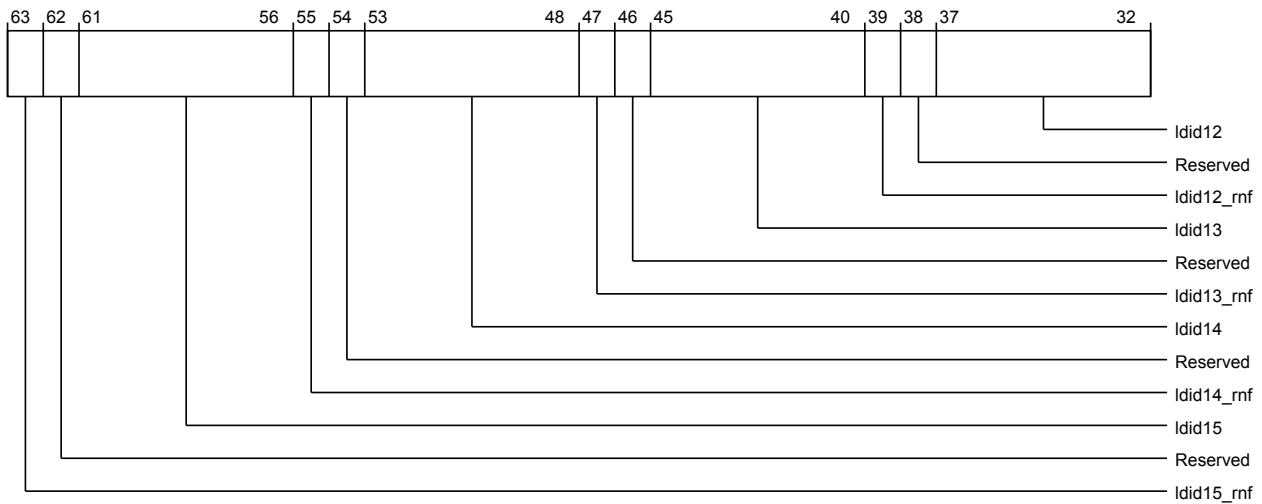 63 62 61 56 55 54 53 48 47 46 45 40 39 38 37 32
ldid12
Reserved
ldid12_rnf
ldid13
Reserved
ldid13_rnf
ldid14
Reserved
ldid14_rnf
ldid15
Reserved
ldid15_rnf